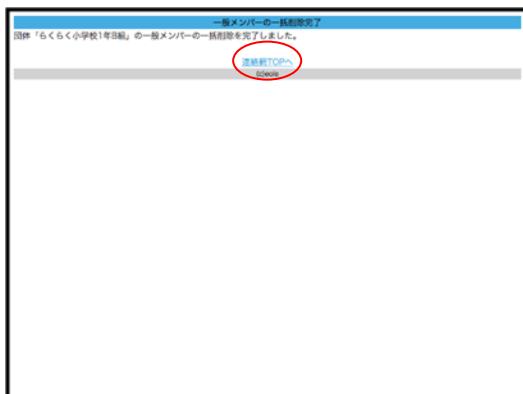 一般メンバーの一括削除完了
団体「らくらく小学校1年B組」の一般メンバーの一括削除を完了しました。
連絡網TOPへ
(c)eole